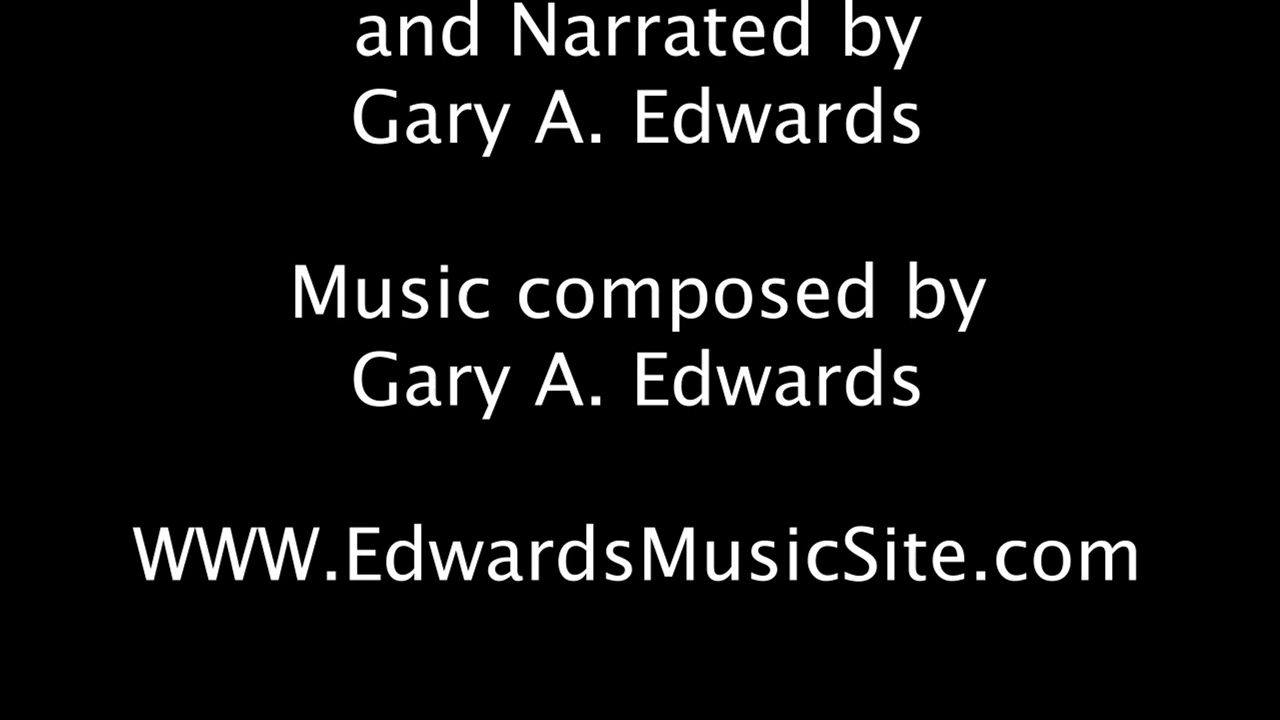 and Narrated by
Gary A. Edwards
Music composed by
Gary A. Edwards
WWW.EdwardsMusicSite.com